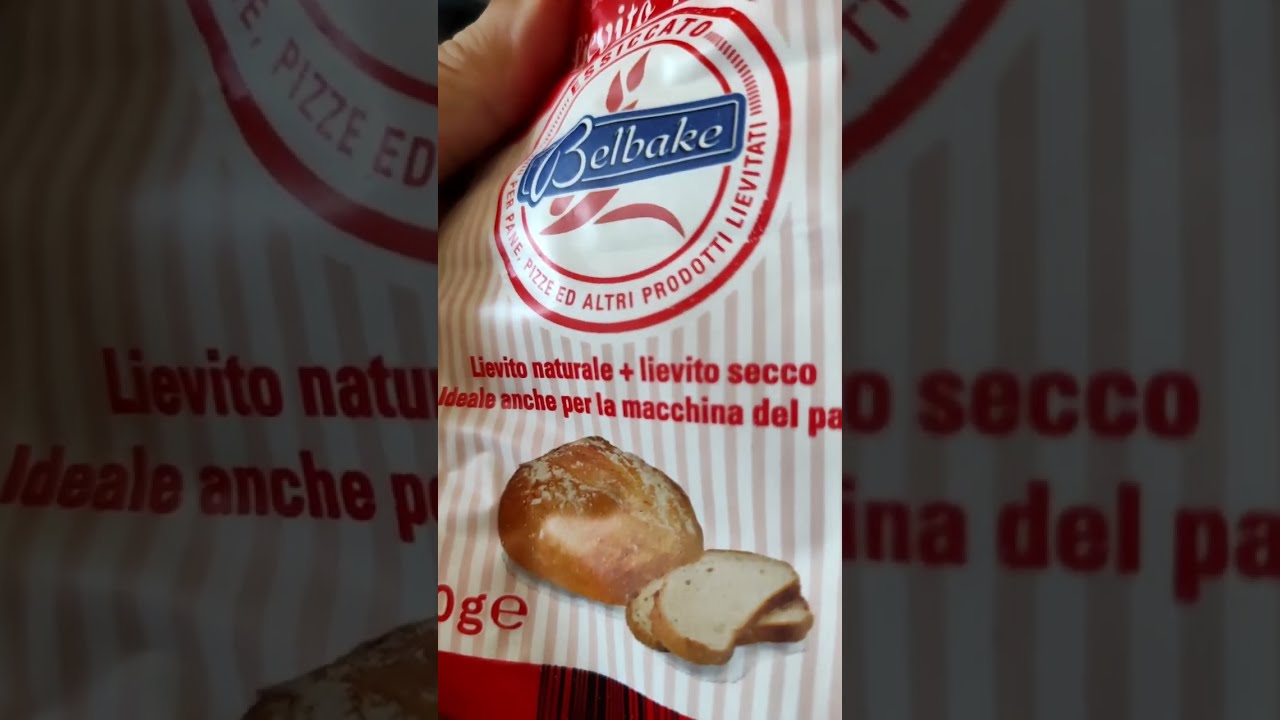 Lievito
ESSICCATO
Belbake
PER PANE, PIZZE ED ALTRI PRODOTTI LIEVITATI
Lievito naturale + lievito secco
Ideale anche per la macchina del pa
0g℮